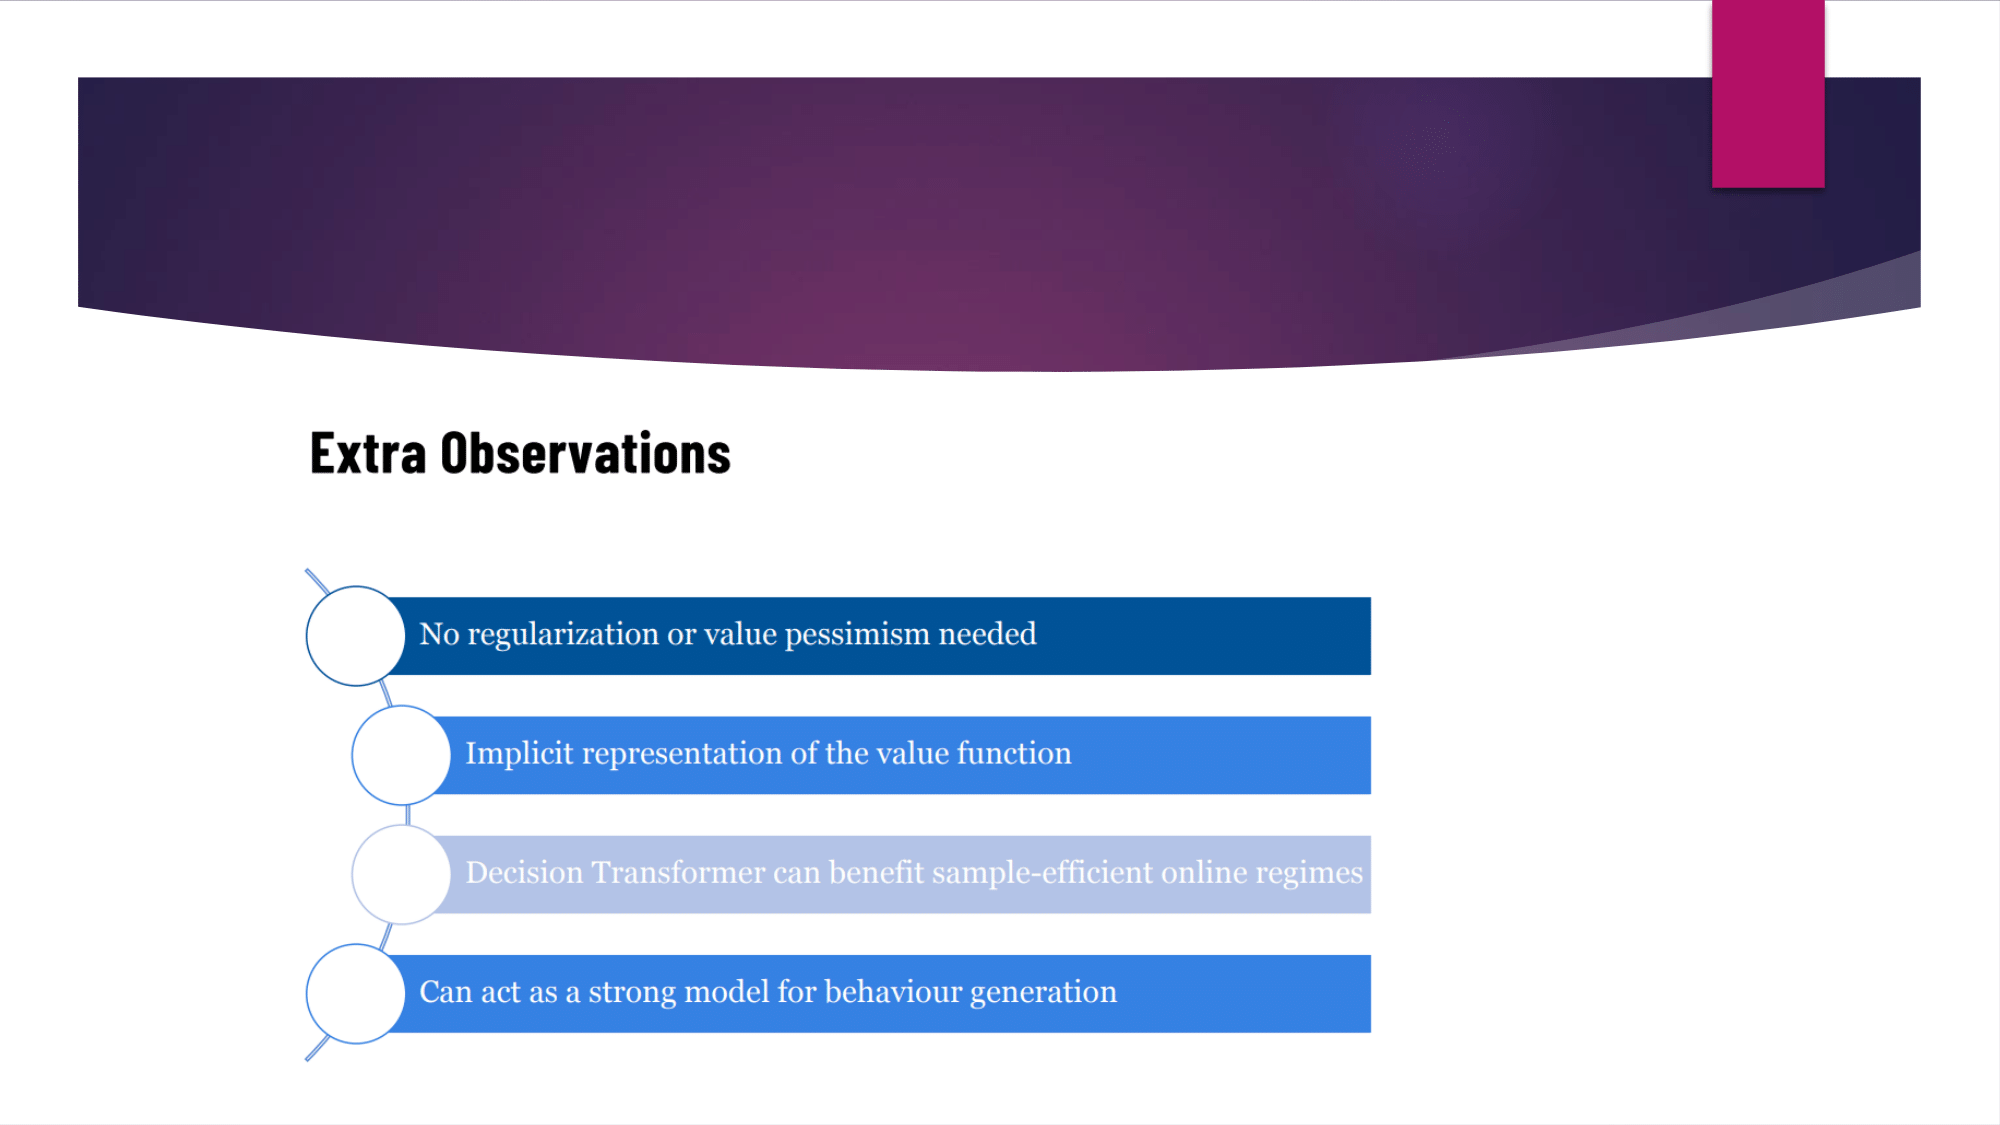 Extra Observations
No regularization or value pessimism needed
Implicit representation of the value function
Decision Transformer can benefit sample-efficient online regimes
Can act as a strong model for behaviour generation